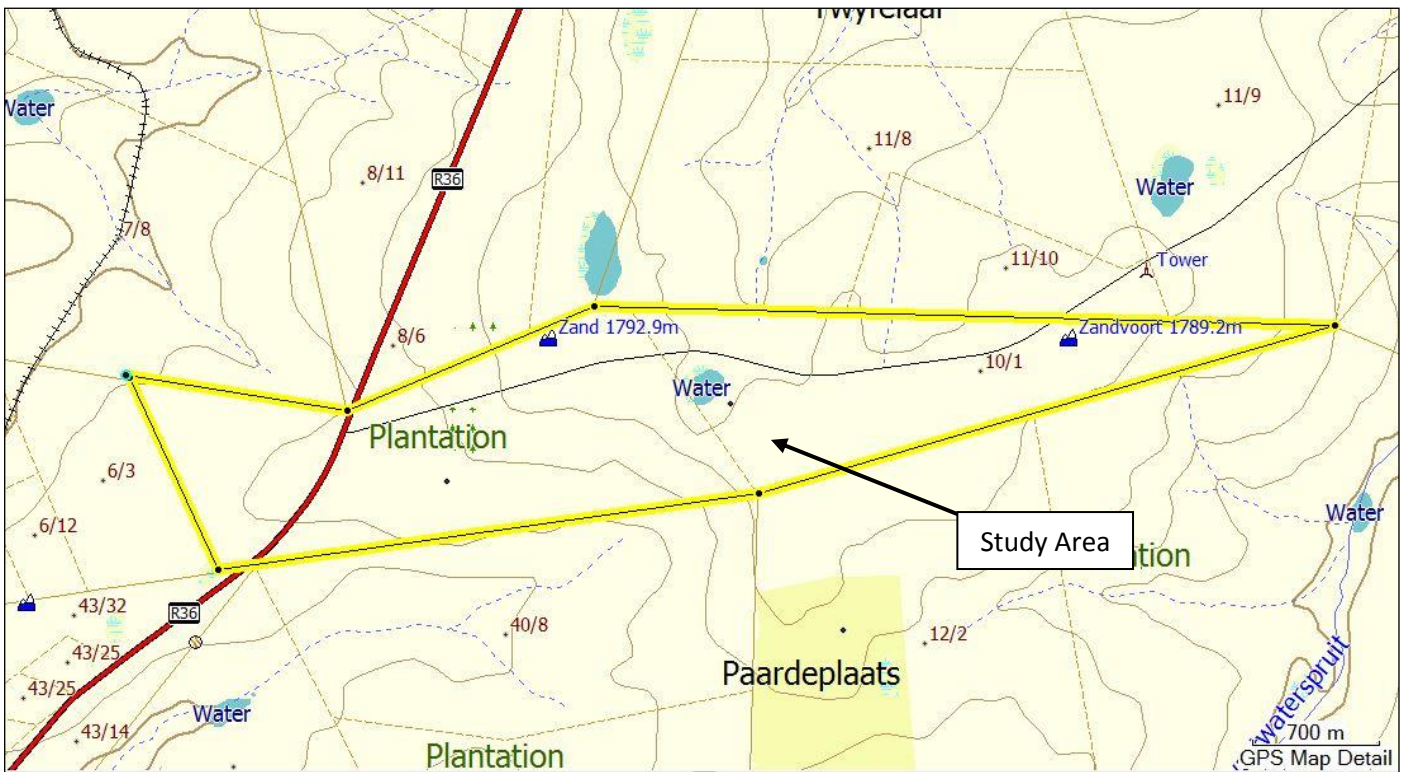 Water
11/9
11/8
8/11
R36
Water
7/8
11/10
Tower
Zand 1792.9m
Zandvoort 1789.2m
8/6
10/1
Water
Plantation
6/3
Water
6/12
Study Area
tion
43/32
R36
40/8
12/2
43/25
Paardeplaats
43/25
Water
waterspruit
43/14
700 m
Plantation
GPS Map Detail